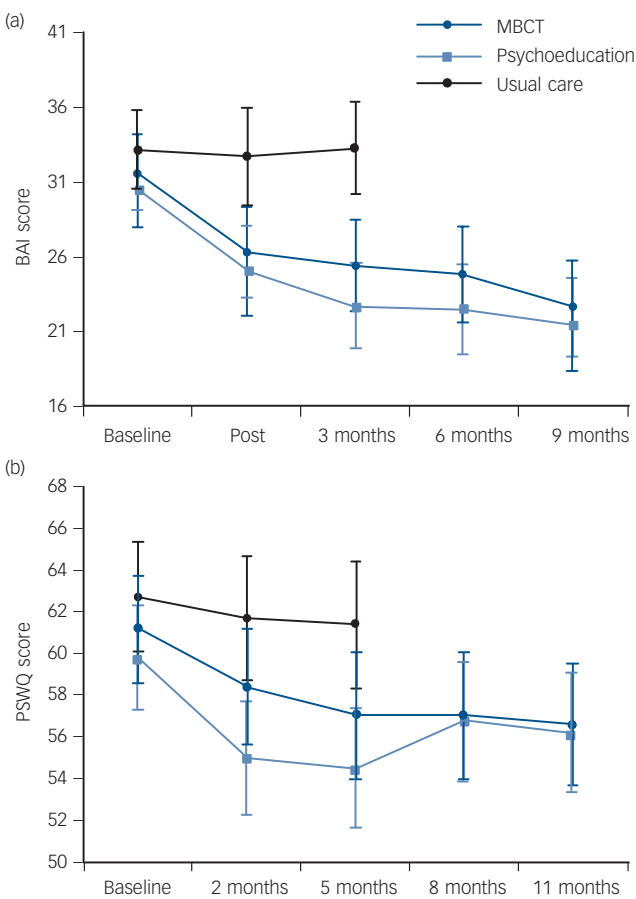 (a)
41
36
31
26
21
16
BAI score
MBCT
Psychoeducation
Usual care
Baseline Post 3 months 6 months 9 months
(b)
68
66
64
62
60
58
56
54
52
50
PSWQ score
Baseline 2 months 5 months 8 months 11 months